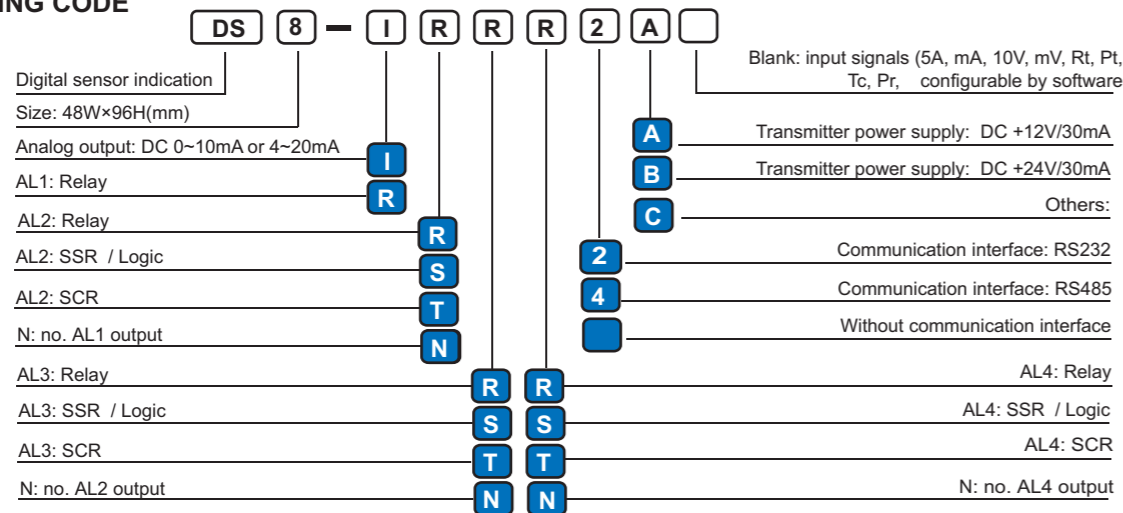 ING CODE
DS 8 – I R R R 2 A
Digital sensor indication
Size: 48W×96H(mm)
Analog output: DC 0~10mA or 4~20mA
I
AL1: Relay
R
AL2: Relay
R
AL2: SSR / Logic
S
AL2: SCR
T
N: no. AL1 output
N
AL3: Relay
R
AL3: SSR / Logic
S
AL3: SCR
T
N: no. AL2 output
N
Blank: input signals (5A, mA, 10V, mV, Rt, Pt,
Tc, Pr, configurable by software
A
Transmitter power supply: DC +12V/30mA
B
Transmitter power supply: DC +24V/30mA
C
Others:
2
Communication interface: RS232
4
Communication interface: RS485
Without communication interface
R
AL4: Relay
S
AL4: SSR / Logic
T
AL4: SCR
N
N: no. AL4 output